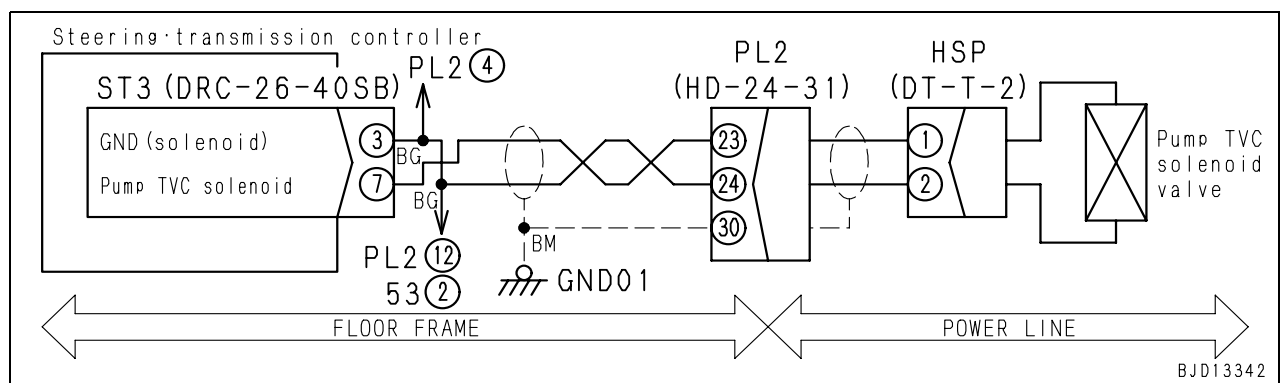 Steering·transmission controller
PL2 4
PL2
(HD-24-31)
HSP
(DT-T-2)
ST3 (DRC-26-40SB)
GND (solenoid)
3
BG
23
1
Pump TVC
solenoid
valve
Pump TVC solenoid
7
BG
24
2
30
BM
PL2 12
53 2
GND01
FLOOR FRAME
POWER LINE
BJD13342